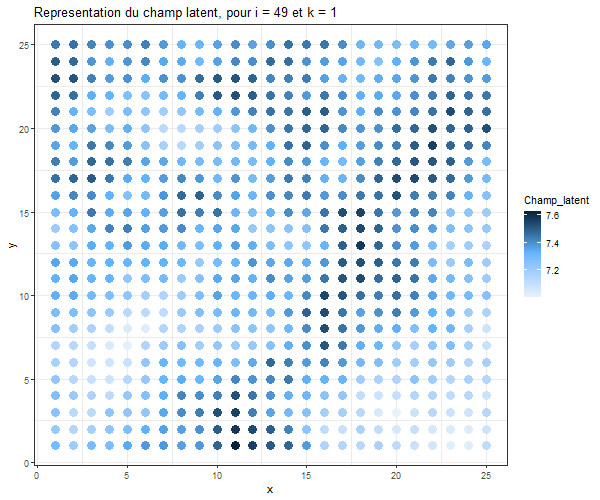 Representation du champ latent, pour i = 49 et k = 1
25
20
15
10
5
0
y
0 5 10 15 20 25
x
Champ_latent
7.6
7.4
7.2